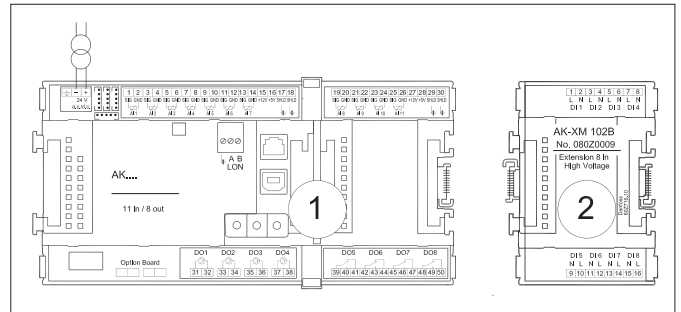 1 2 3 4 5 6 7 8 9 10 11 12 13 14 15 16 17 18
SIG GND SIG GND SIG GND SIG GND SIG GND SIG GND SIG GND +12V +5V SHLD SHLD
AI1 AI2 AI3 AI4 AI5 AI6 AI7
19 20 21 22 23 24 25 26 27 28 29 30
SIG GND SIG GND SIG GND SIG GND +12V +5V SHLD SHLD
AI8 AI9 AI10 AI11
– +
24 V
A B
LON
AK....
11 In / 8 out
1
Option Board
DO1 DO2 DO3 DO4
31 32 33 34 35 36 37 38
DO5 DO6 DO7 DO8
39 40 41 42 43 44 45 46 47 48 49 50
1 2 3 4 5 6 7 8
L N L N L N L N
DI1 DI2 DI3 DI4
AK-XM 102B
No. 080Z0009
Extension 8 In
High Voltage
2
Danfoss
DI5 DI6 DI7 DI8
N L N L N L N L
9 10 11 12 13 14 15 16